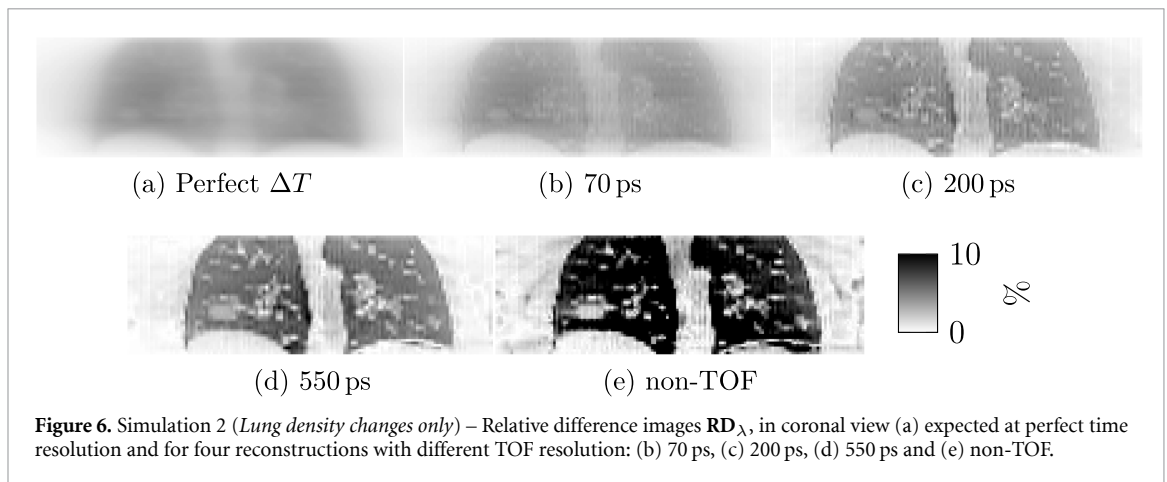 (a) Perfect ΔT
(b) 70 ps
(c) 200 ps
(d) 550 ps
(e) non-TOF
10
0
%
Figure 6. Simulation 2 (Lung density changes only) – Relative difference images RDλ, in coronal view (a) expected at perfect time
resolution and for four reconstructions with different TOF resolution: (b) 70 ps, (c) 200 ps, (d) 550 ps and (e) non-TOF.